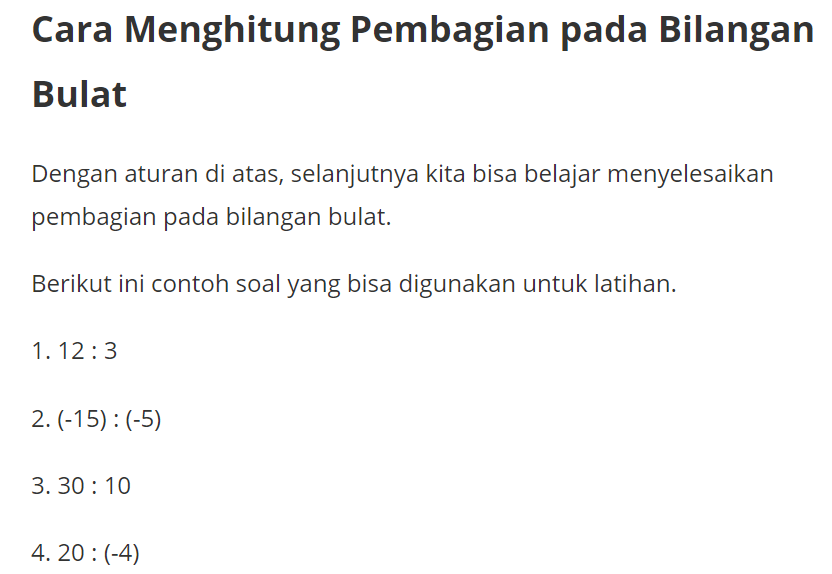 Cara Menghitung Pembagian pada Bilangan
Bulat
Dengan aturan di atas, selanjutnya kita bisa belajar menyelesaikan
pembagian pada bilangan bulat.
Berikut ini contoh soal yang bisa digunakan untuk latihan.
1. 12 : 3
2. (-15) : (-5)
3. 30 : 10
4. 20 : (-4)